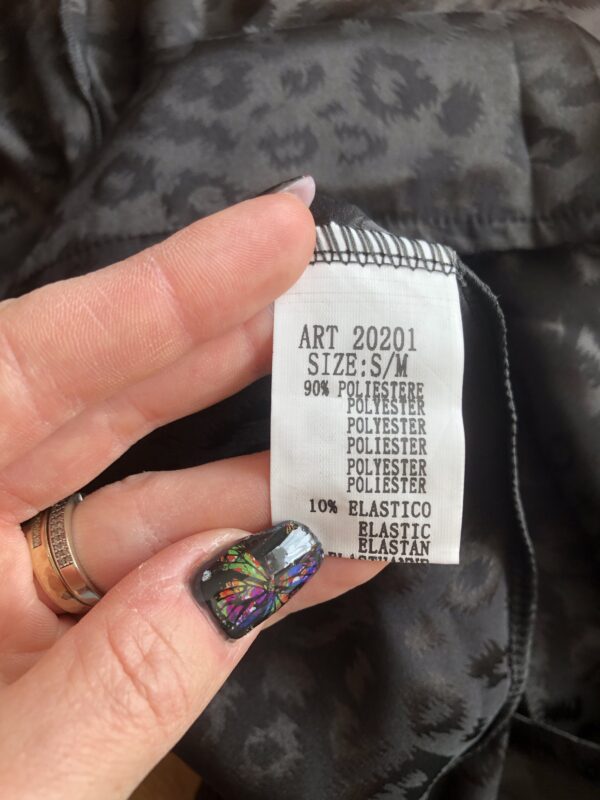 ART 20201
SIZE:S/M
90% POLIESTERE
POLYESTER
POLYESTER
POLIESTER
POLYESTER
POLIESTER
10% ELASTICO
ELASTIC
ELASTAN